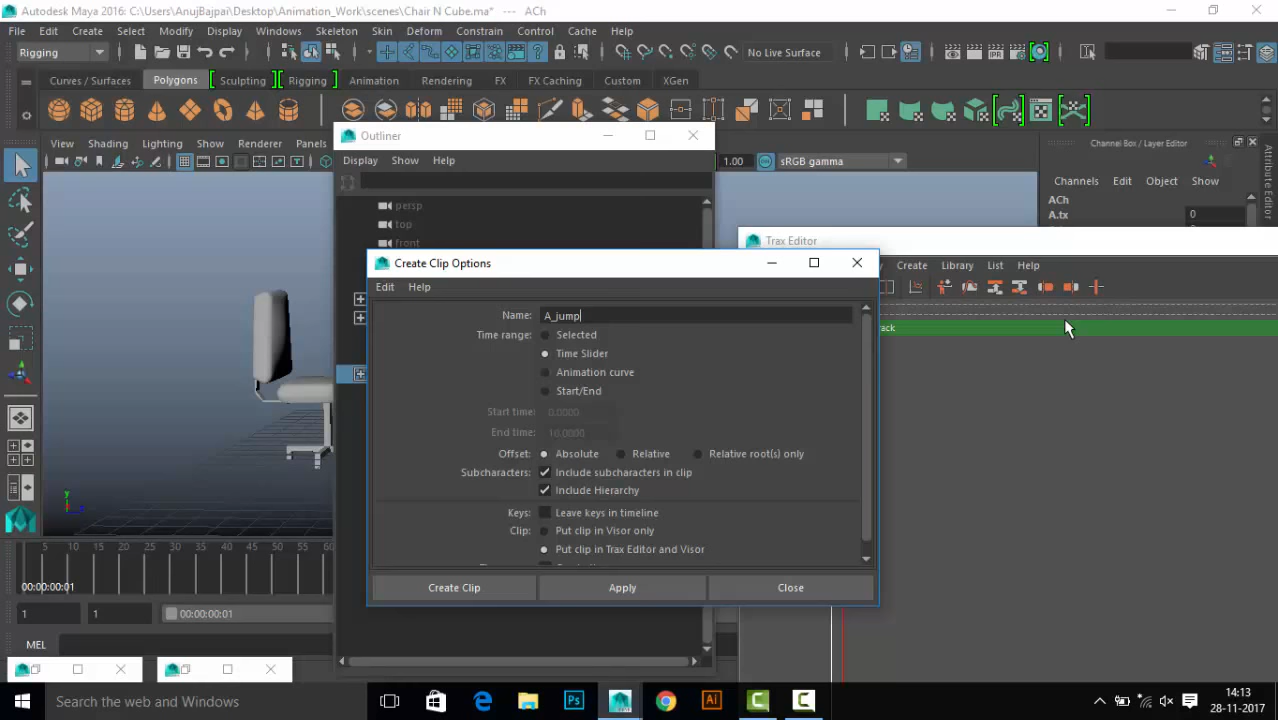 Autodesk Maya 2016: C:\Users\AnujBajpai\Desktop\Animation_Work\scenes\Chair N Cube.ma* --- ACh
File Edit Create Select Modify Display Windows Skeleton Skin Deform Constrain Control Cache Help
Rigging No Live Surface
Curves / Surfaces Polygons Sculpting Rigging Animation Rendering FX FX Caching Custom XGen
View Shading Lighting Show Renderer Panels
Outliner
Display Show Help
1.00 sRGB gamma
Channel Box / Layer Editor
Channels Edit Object Show
Attribute Editor
ACh
A.tx 0
persp
top
front
Trax Editor
Create Library List Help
ack
Create Clip Options
Edit Help
Name: A_jump
Time range: Selected
Time Slider
Animation curve
Start/End
Start time: 0.0000
End time: 10.0000
Offset: Absolute Relative Relative root(s) only
Subcharacters: Include subcharacters in clip
Include Hierarchy
Keys: Leave keys in timeline
Clip: Put clip in Visor only
Put clip in Trax Editor and Visor
Create Clip Apply Close
y
5 10 15 20 25 30 35 40 45 50 55 60
00:00:00:01
1 1 00:00:00:01
MEL
Search the web and Windows
Ps
Ai
14:13
28-11-2017